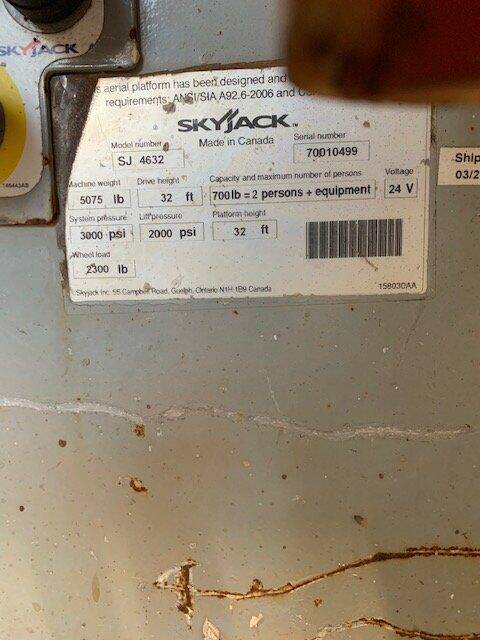 SKYJACK
146443AB
s aerial platform has been designed and
requirements: ANSI/SIA A92.6-2006 and
SKYJACK™
Made in Canada
Model number
SJ 4632
Serial number
70010499
Machine weight
5075 lb
Drive height
32 ft
Capacity and maximum number of persons
700lb = 2 persons + equipment
Voltage
24 V
System pressure
3000 psi
Lift pressure
2000 psi
Platform height
32 ft
Wheel load
2300 lb
Skyjack Inc. 55 Campbell Road, Guelph, Ontario N1H 1B9 Canada
158030AA
Ship
03/2